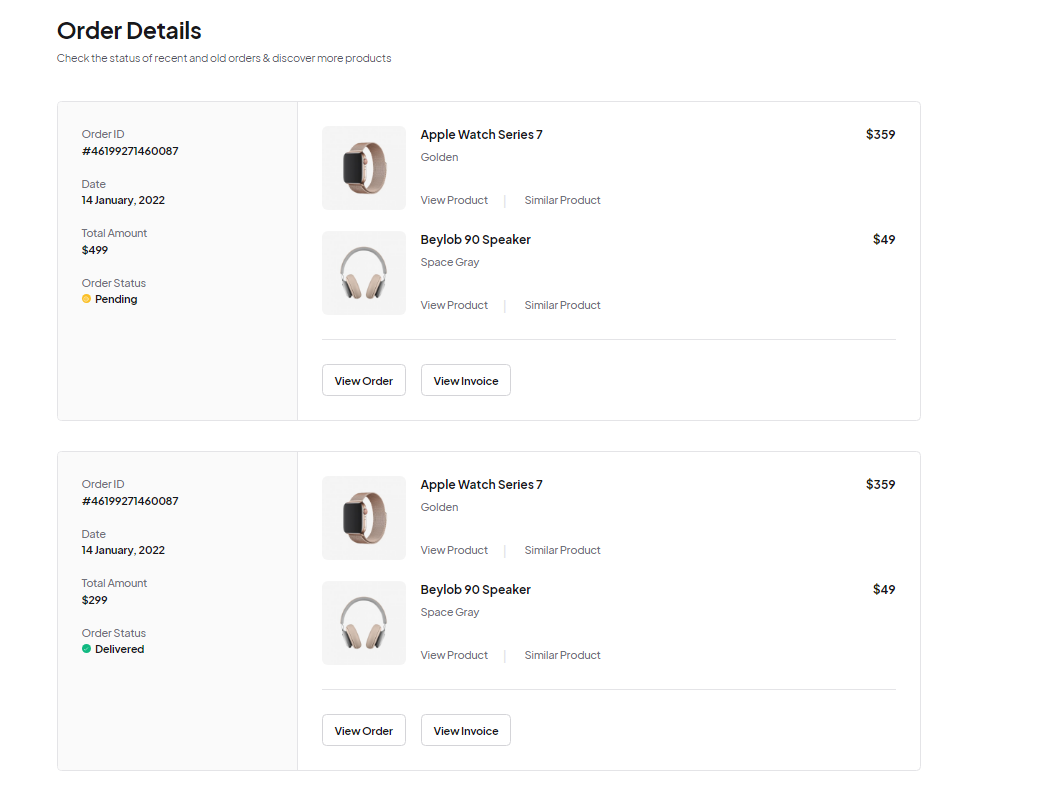 Order Details
Check the status of recent and old orders & discover more products
Order ID
#46199271460087
Date
14 January, 2022
Total Amount
$499
Order Status
Pending
Apple Watch Series 7
$359
Golden
View Product | Similar Product
Beylob 90 Speaker
$49
Space Gray
View Product | Similar Product
View Order
View Invoice
Order ID
#46199271460087
Date
14 January, 2022
Total Amount
$299
Order Status
Delivered
Apple Watch Series 7
$359
Golden
View Product | Similar Product
Beylob 90 Speaker
$49
Space Gray
View Product | Similar Product
View Order
View Invoice